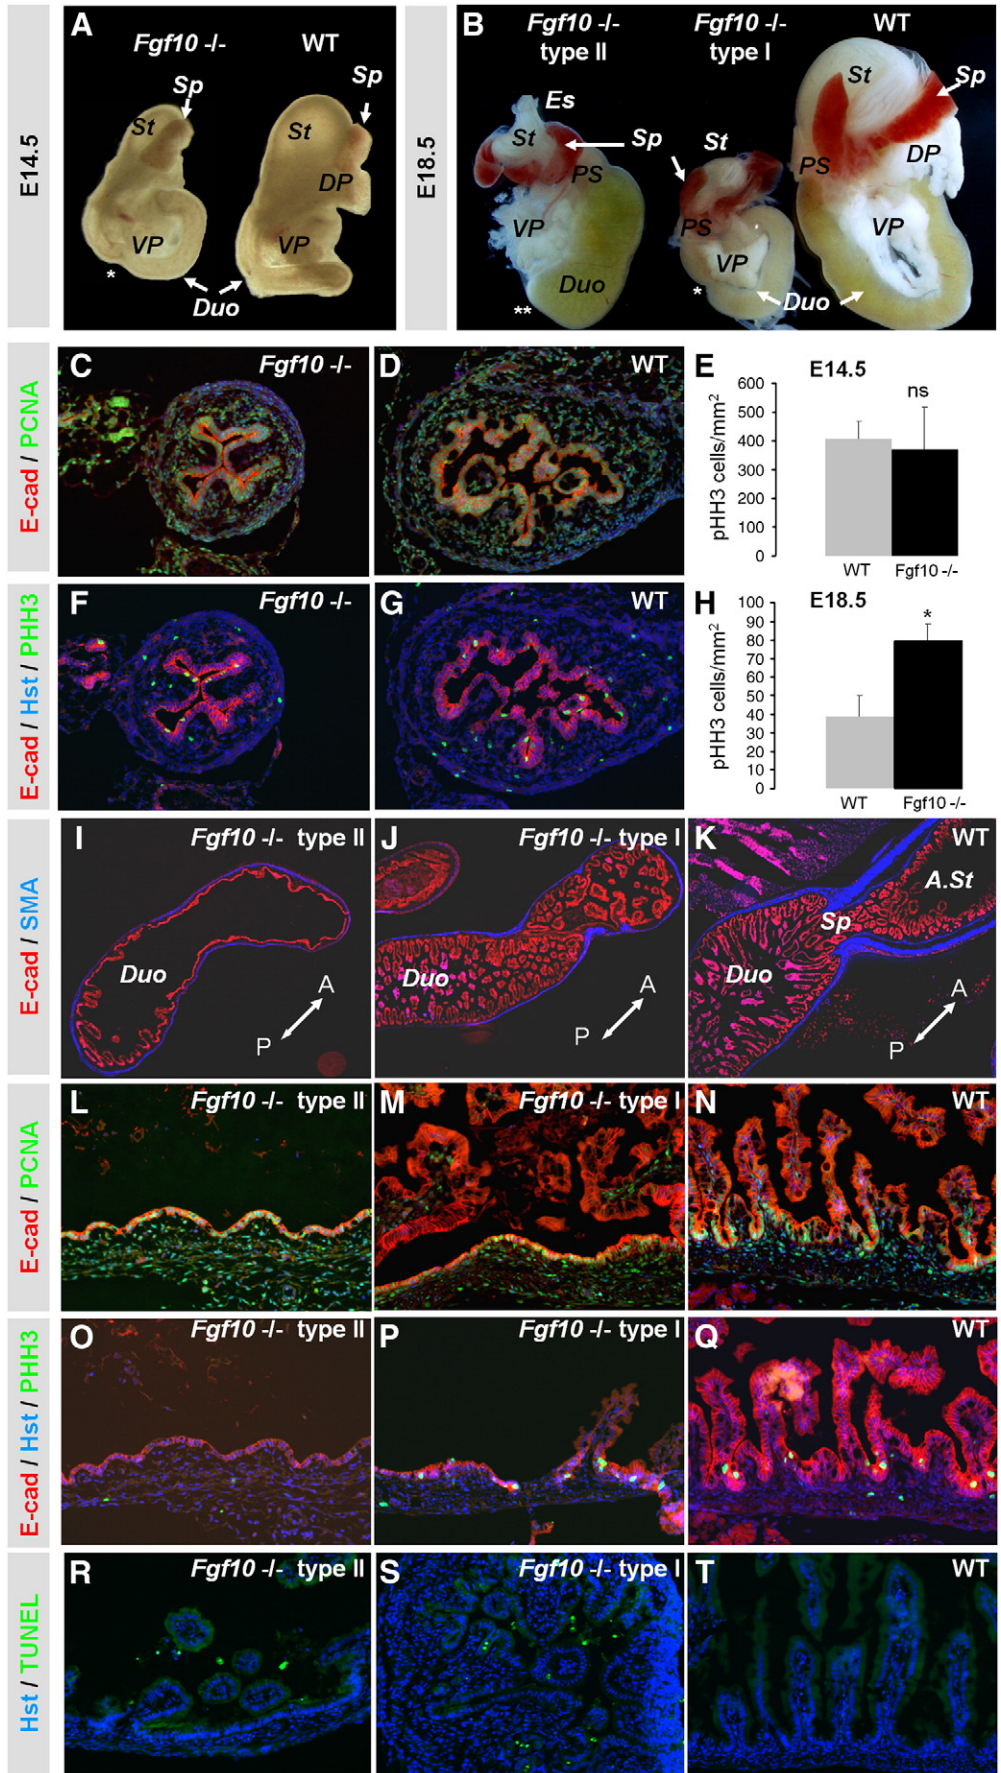 E14.5
A
Fgf10 -/-
WT
Sp
Sp
St
St
DP
VP
VP
*
Duo
E18.5
B
Fgf10 -/-
type II
Fgf10 -/-
type I
WT
Es
St
Sp
St
St
Sp
PS
PS
PS
DP
VP
VP
VP
Duo
**
*
Duo
E-cad / PCNA
C
Fgf10 -/-
D
WT
E
E14.5
pHH3 cells/mm2
600
500
400
300
200
100
0
ns
WT
Fgf10 -/-
E-cad / Hst / PHH3
F
Fgf10 -/-
G
WT
H
E18.5
pHH3 cells/mm2
100
90
80
70
60
50
40
30
20
10
0
*
WT
Fgf10 -/-
E-cad / SMA
I
Fgf10 -/- type II
Duo
A
P
J
Fgf10 -/- type I
Duo
A
P
K
WT
A.St
Sp
Duo
A
P
E-cad / PCNA
L
Fgf10 -/- type II
M
Fgf10 -/- type I
N
WT
E-cad / Hst / PHH3
O
Fgf10 -/- type II
P
Fgf10 -/- type I
Q
WT
Hst / TUNEL
R
Fgf10 -/- type II
S
Fgf10 -/- type I
T
WT